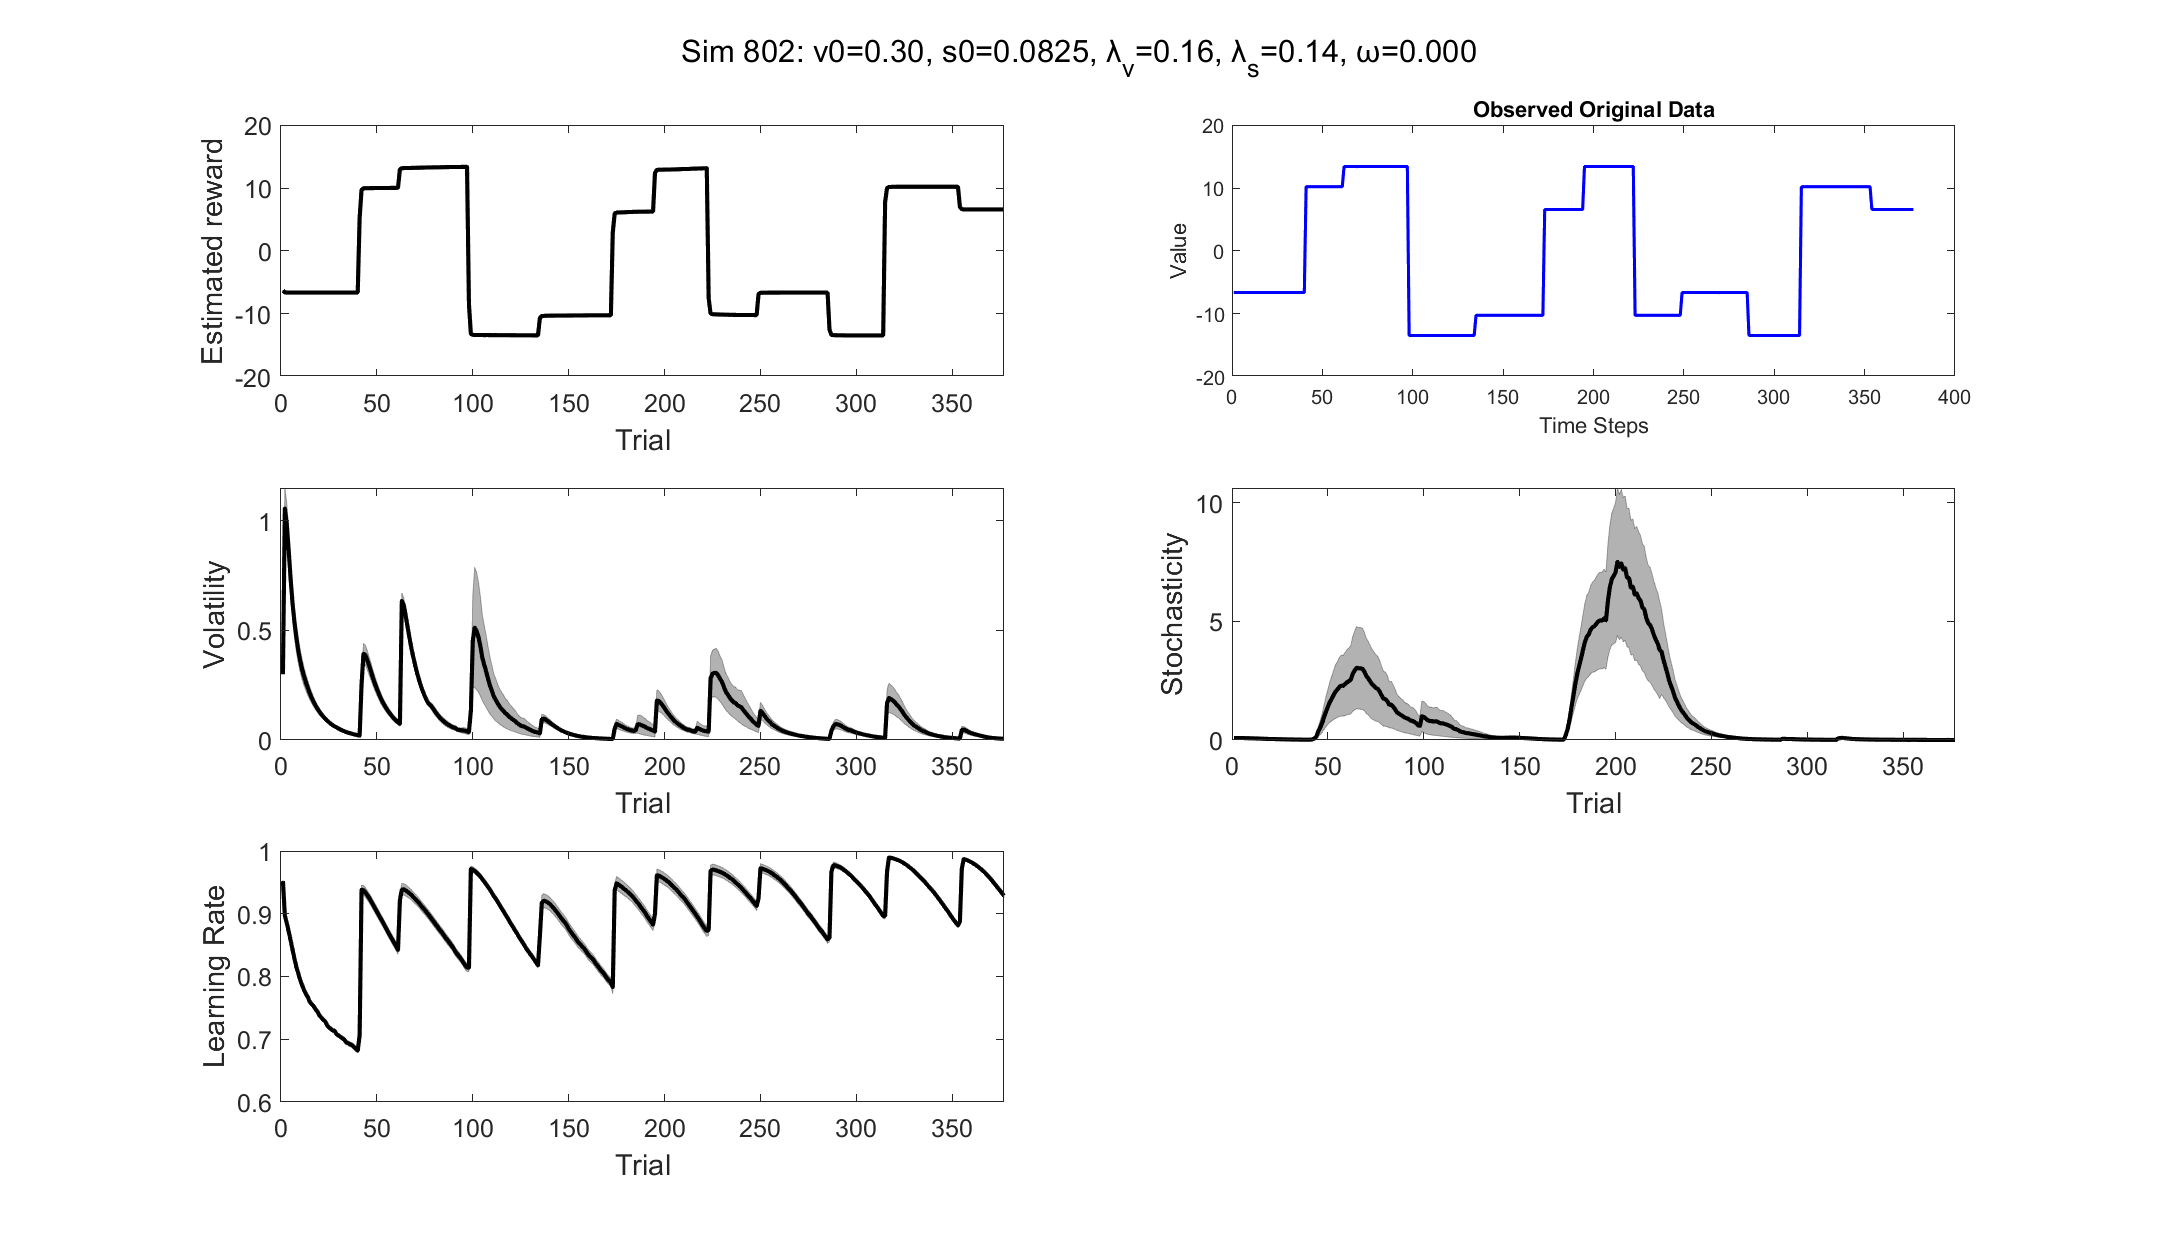 Sim 802: v0=0.30, s0=0.0825, λv=0.16, λs=0.14, ω=0.000
20
10
0
-10
-20
Estimated reward
0 50 100 150 200 250 300 350
Trial
Observed Original Data
20
10
0
-10
-20
Value
0 50 100 150 200 250 300 350 400
Time Steps
1
0.5
0
Volatility
0 50 100 150 200 250 300 350
Trial
10
5
0
Stochasticity
0 50 100 150 200 250 300 350
Trial
1
0.9
0.8
0.7
0.6
Learning Rate
0 50 100 150 200 250 300 350
Trial